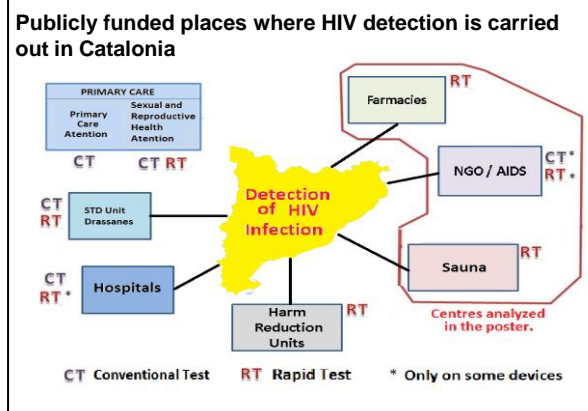 Publicly funded places where HIV detection is carried
out in Catalonia
PRIMARY CARE
Primary
Care
Atention
Sexual and
Reproductive
Health
Atention
CT
CT RT
Farmacies
RT
NGO / AIDS
CT*
RT*
STD Unit
Drassanes
CT
RT
Detection
of HIV
Infection
Hospitals
CT
RT*
Sauna
RT
Harm
Reduction
Units
RT
Centres analyzed
in the poster.
CT Conventional Test RT Rapid Test * Only on some devices